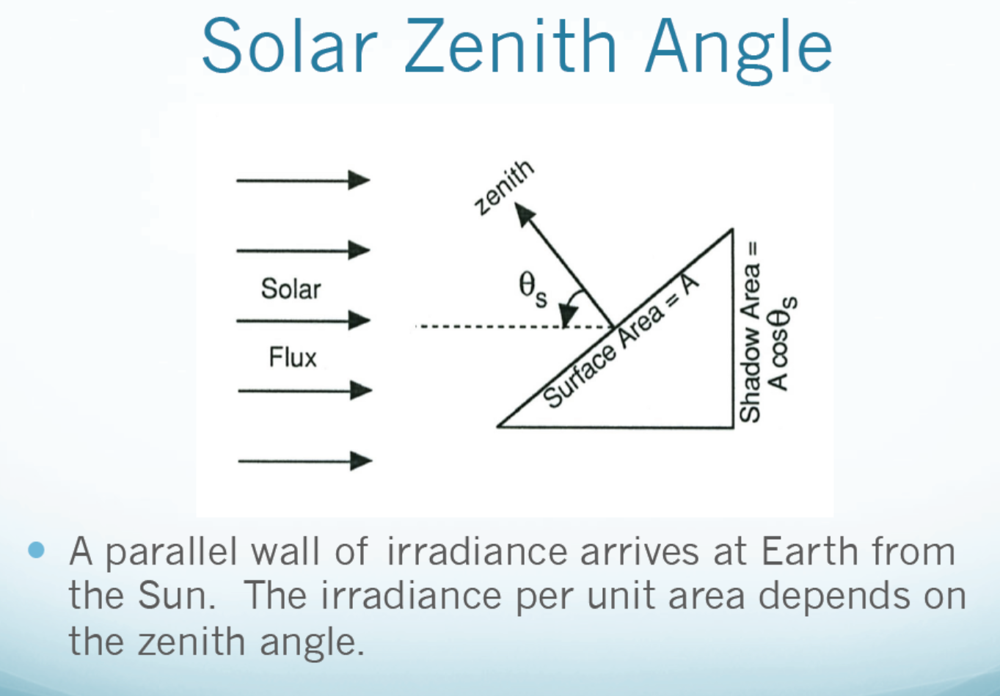 Solar Zenith Angle
zenith
Solar
θs
Flux
Surface Area = A
Shadow Area =
A cosθs
• A parallel wall of irradiance arrives at Earth from
the Sun.  The irradiance per unit area depends on
the zenith angle.